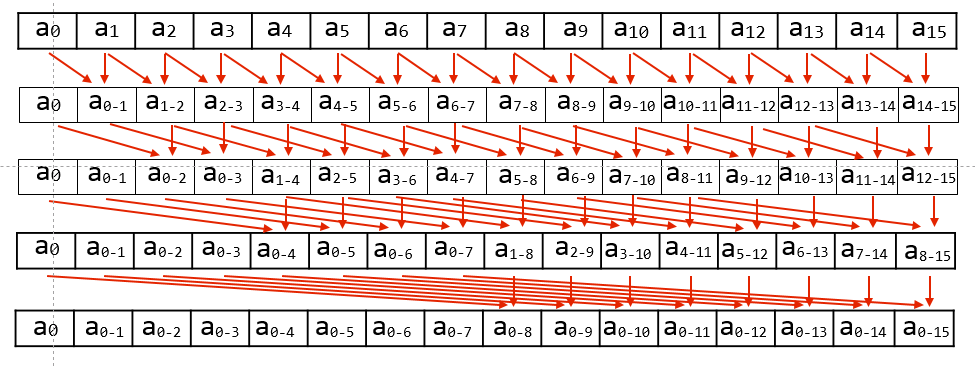 a0 a1 a2 a3 a4 a5 a6 a7 a8 a9 a10 a11 a12 a13 a14 a15
a0 a0-1 a1-2 a2-3 a3-4 a4-5 a5-6 a6-7 a7-8 a8-9 a9-10 a10-11 a11-12 a12-13 a13-14 a14-15
a0 a0-1 a0-2 a0-3 a1-4 a2-5 a3-6 a4-7 a5-8 a6-9 a7-10 a8-11 a9-12 a10-13 a11-14 a12-15
a0 a0-1 a0-2 a0-3 a0-4 a0-5 a0-6 a0-7 a1-8 a2-9 a3-10 a4-11 a5-12 a6-13 a7-14 a8-15
a0 a0-1 a0-2 a0-3 a0-4 a0-5 a0-6 a0-7 a0-8 a0-9 a0-10 a0-11 a0-12 a0-13 a0-14 a0-15